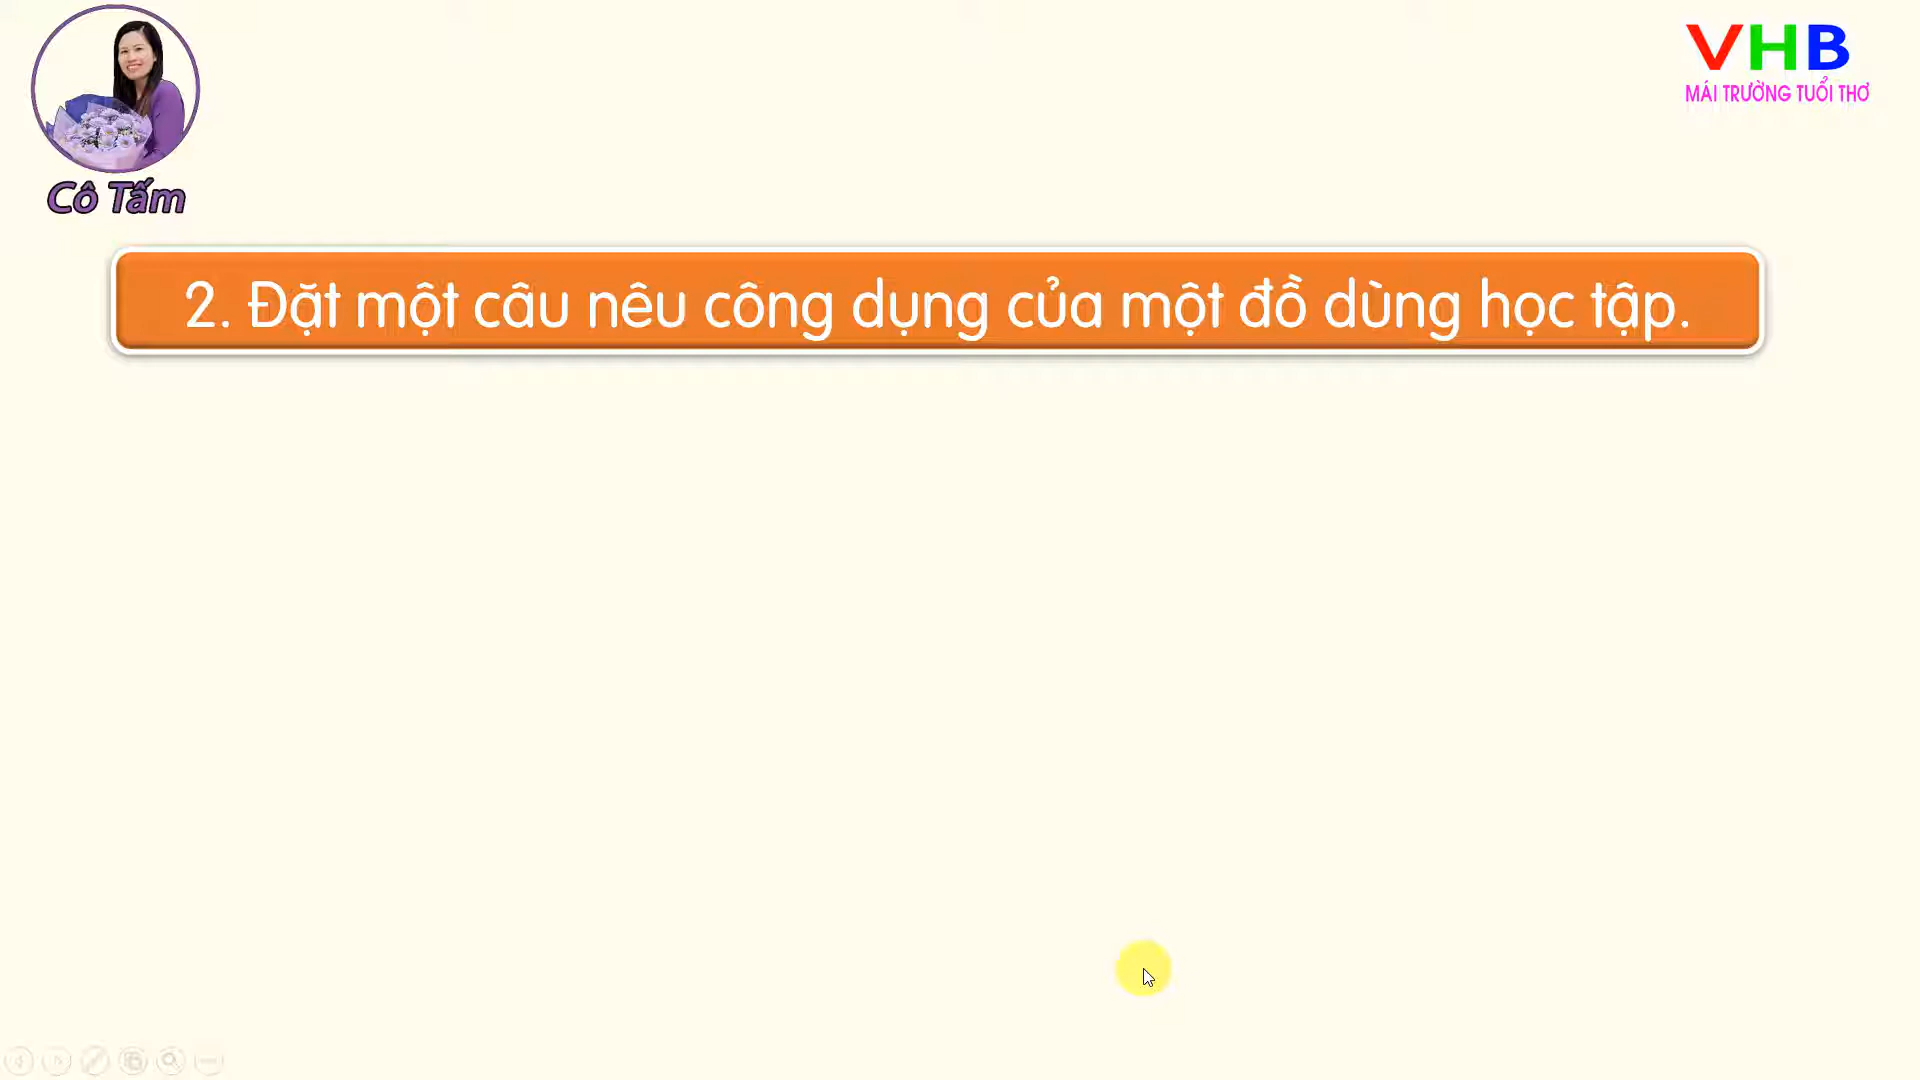 VHB
MÁI TRƯỜNG TUỔI THƠ
Cô Tấm
2. Đặt một câu nêu công dụng của một đồ dùng học tập.